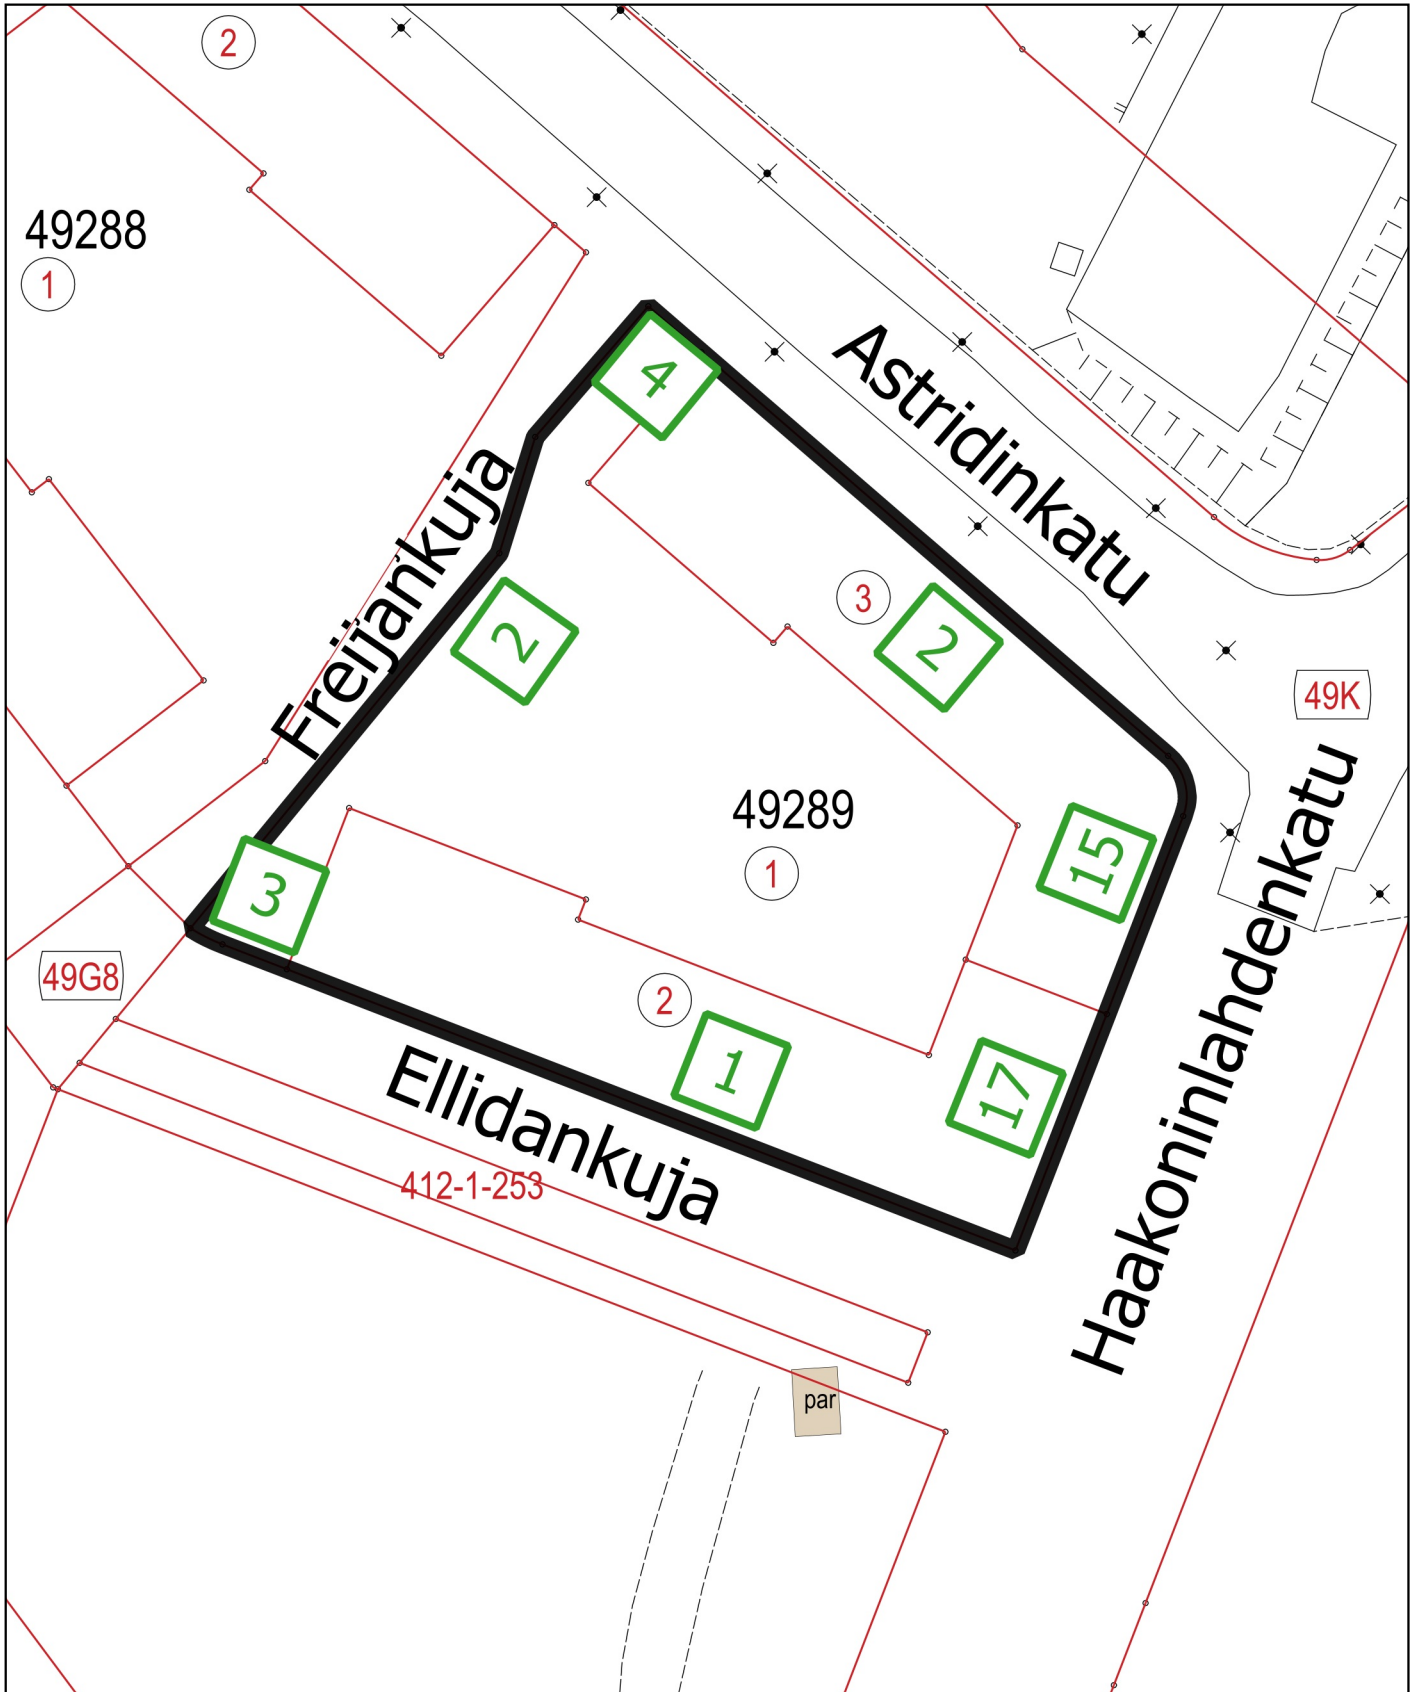 2
49288
1
4
Astridinkatu
Freijankuja
2
3
2
49K
49289
1
15
3
Haakoninlahdenkatu
49G8
2
1
17
Ellidankuja
412-1-253
par